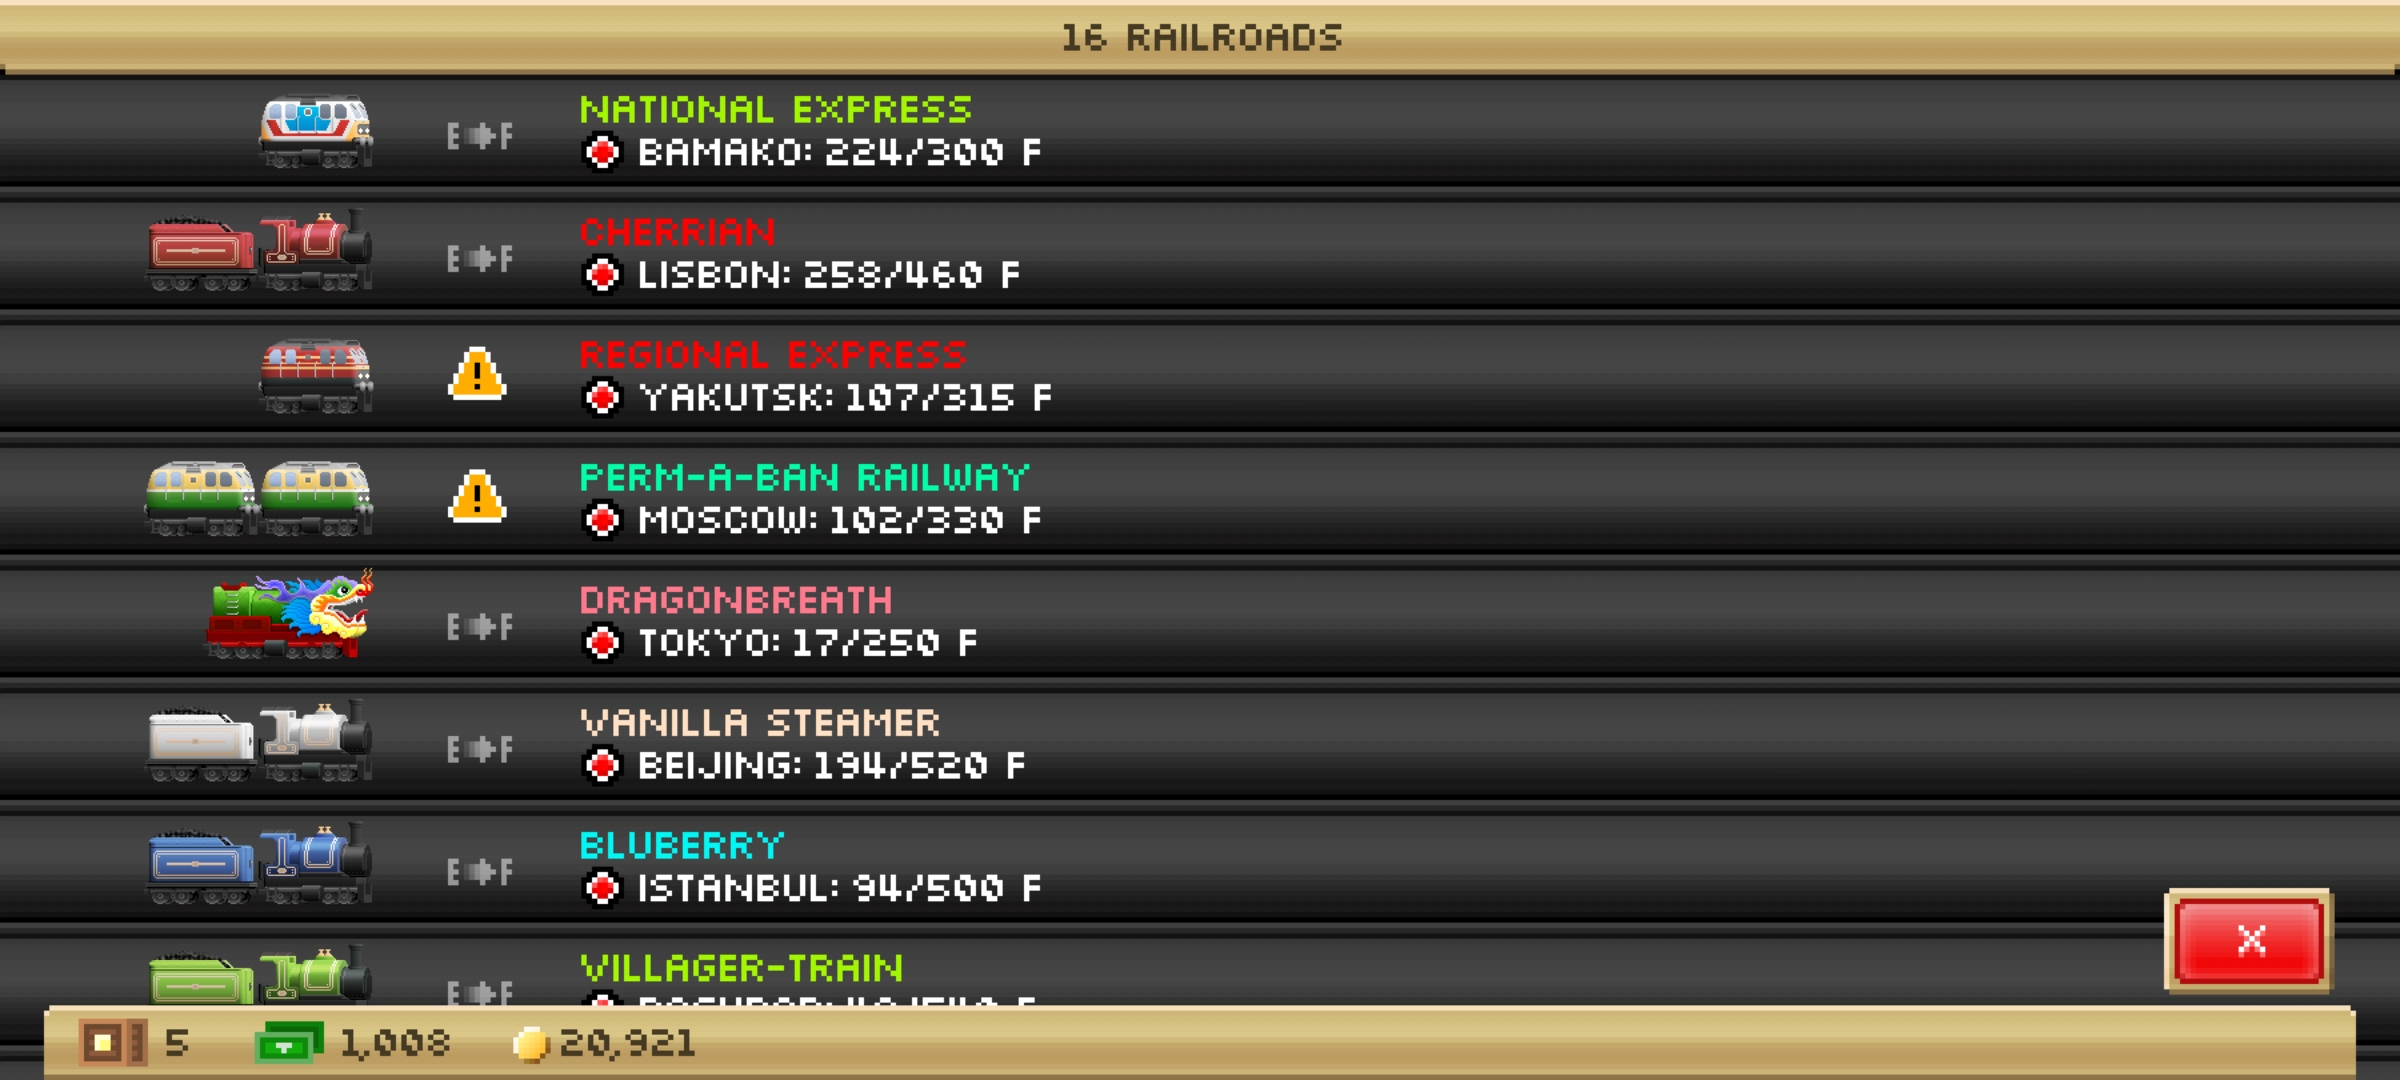 16 RAILROADS
NATIONAL EXPRESS
E F BAMAKO: 224/300 F
CHERRIAN
E F LISBON: 258/460 F
REGIONAL EXPRESS
! YAKUTSK: 107/315 F
PERM-A-BAN RAILWAY
! MOSCOW: 102/330 F
DRAGONBREATH
E F TOKYO: 17/250 F
VANILLA STEAMER
E F BEIJING: 194/520 F
BLUBERRY
E F ISTANBUL: 94/500 F
X
VILLAGER-TRAIN
E F
5 1,008 20,921